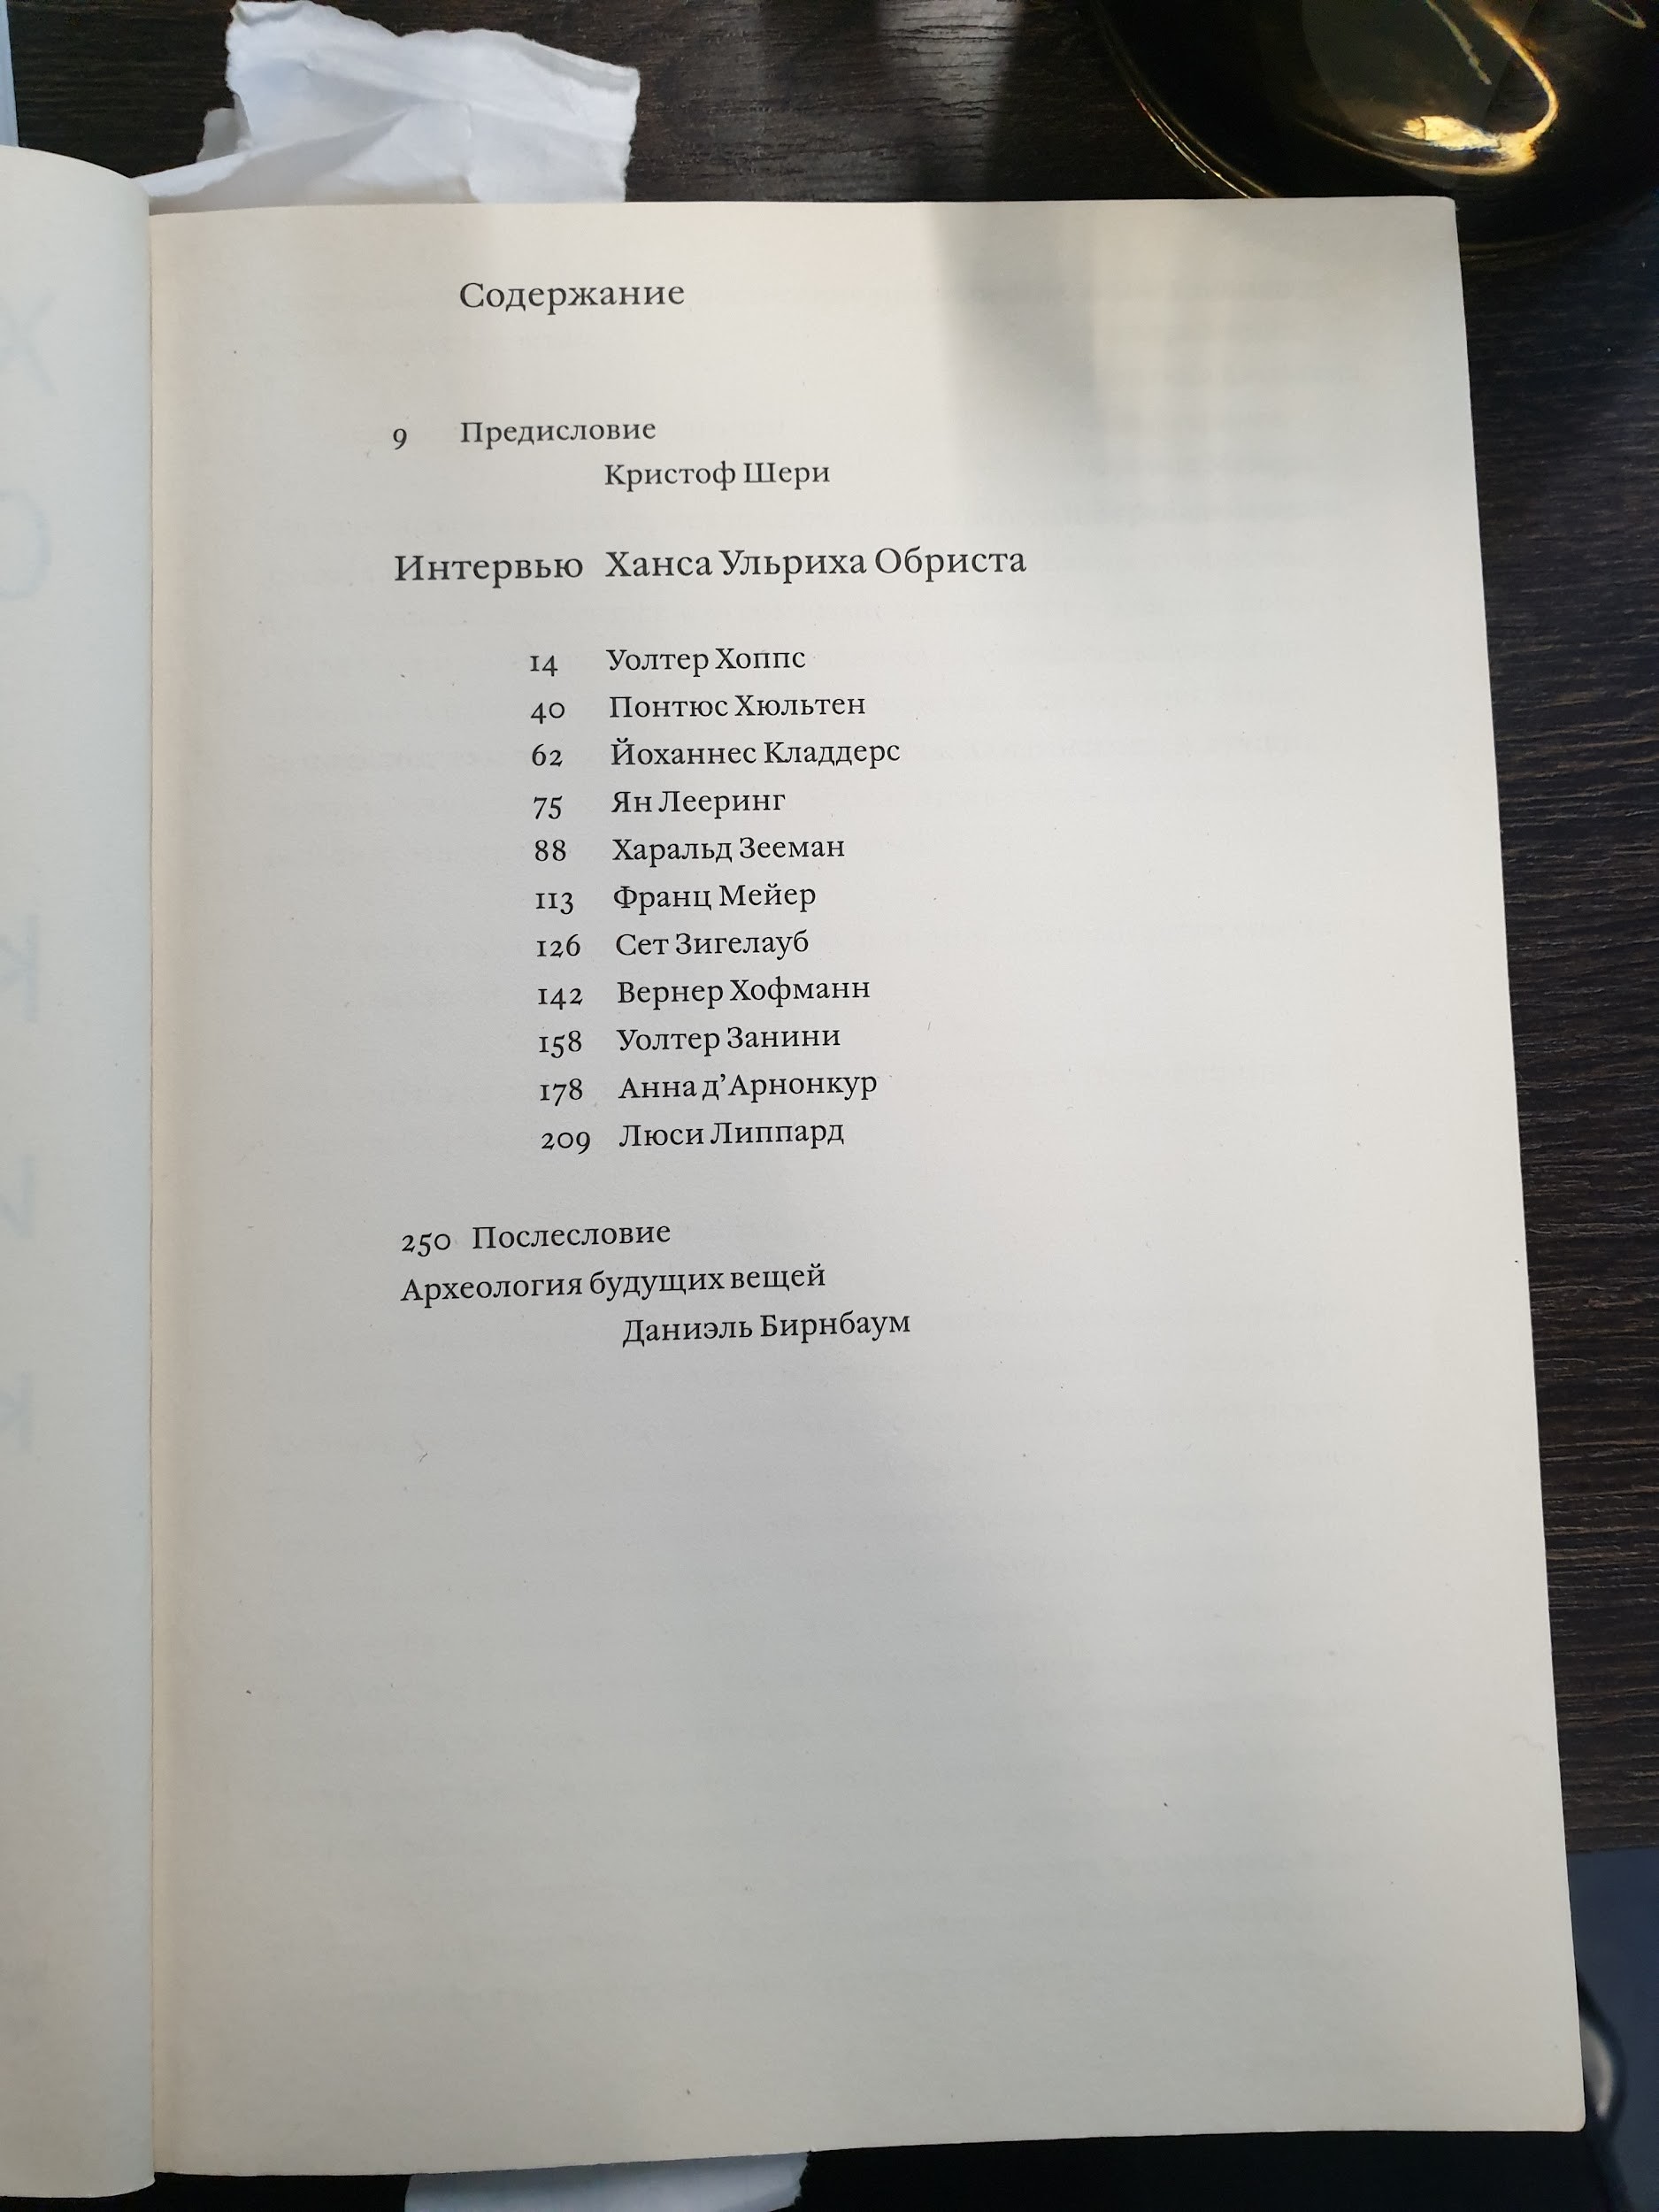 Содержание
9 Предисловие
Кристоф Шери
Интервью Ханса Ульриха Обриста
14 Уолтер Хоппс
40 Понтюс Хюльтен
62 Йоханнес Кладдерс
75 Ян Лееринг
88 Харальд Зееман
113 Франц Мейер
126 Сет Зигелауб
142 Вернер Хофманн
158 Уолтер Занини
178 Анна д’Арнонкур
209 Люси Липпард
250 Послесловие
Археология будущих вещей
Даниэль Бирнбаум